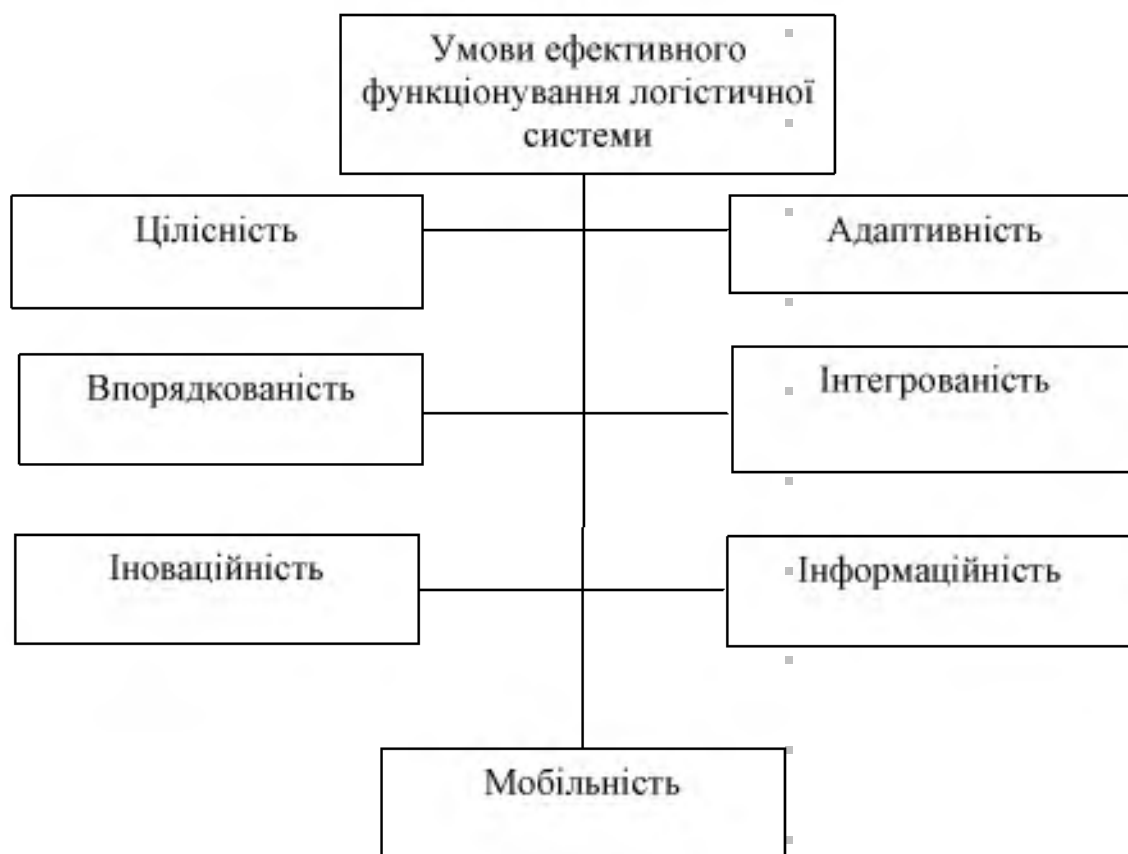 Умови ефективного
функціонування логістичної
системи
Цілісність
Адаптивність
Впорядкованість
Інтегрованість
Іноваційність
Інформаційність
Мобільність